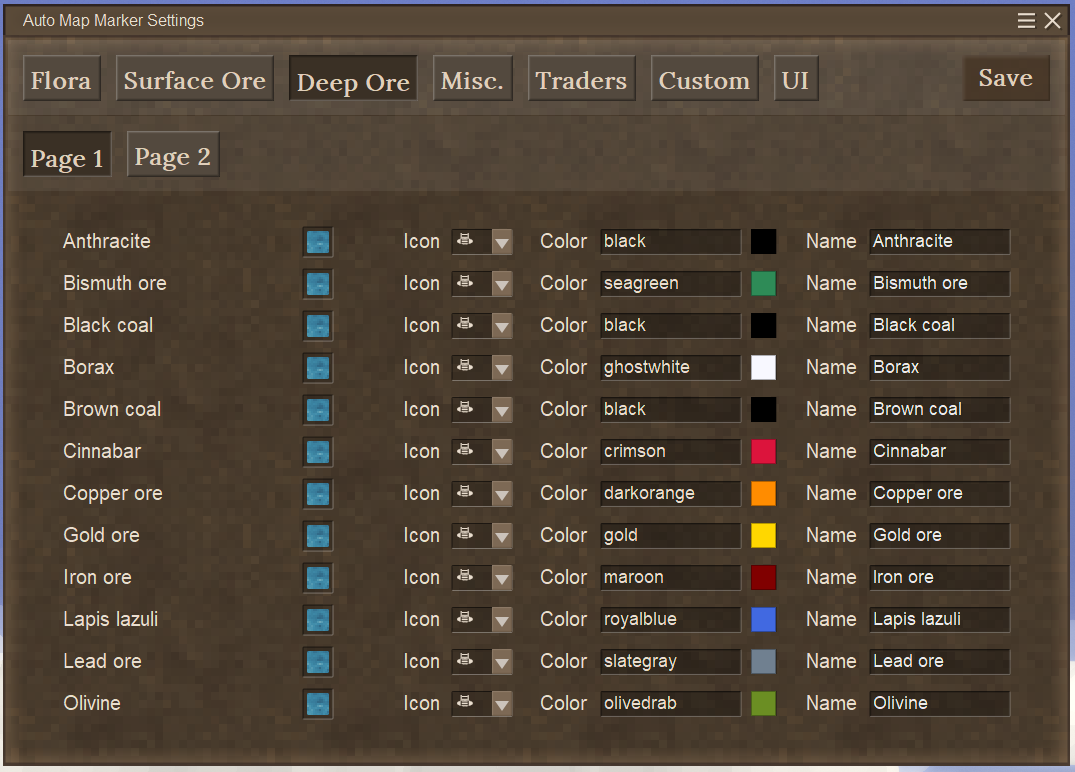 Auto Map Marker Settings
Flora Surface Ore Deep Ore Misc. Traders Custom UI Save
Page 1 Page 2
Anthracite Icon Color black Name Anthracite
Bismuth ore Icon Color seagreen Name Bismuth ore
Black coal Icon Color black Name Black coal
Borax Icon Color ghostwhite Name Borax
Brown coal Icon Color black Name Brown coal
Cinnabar Icon Color crimson Name Cinnabar
Copper ore Icon Color darkorange Name Copper ore
Gold ore Icon Color gold Name Gold ore
Iron ore Icon Color maroon Name Iron ore
Lapis lazuli Icon Color royalblue Name Lapis lazuli
Lead ore Icon Color slategray Name Lead ore
Olivine Icon Color olivedrab Name Olivine